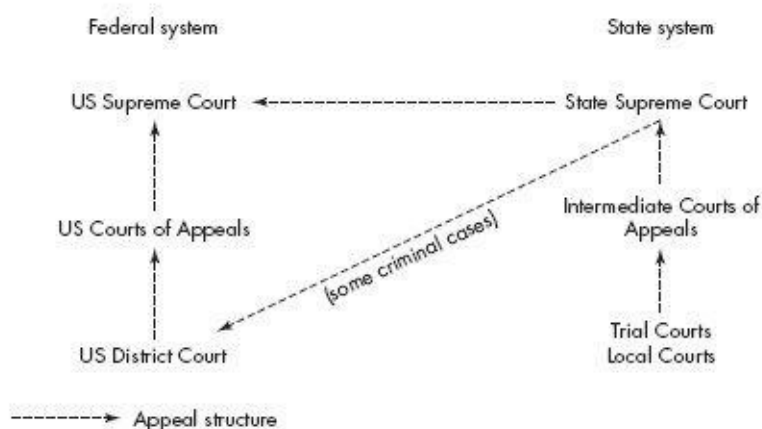 Federal system
State system
US Supreme Court
State Supreme Court
US Courts of Appeals
Intermediate Courts of
Appeals
(some criminal cases)
US District Court
Trial Courts
Local Courts
Appeal structure